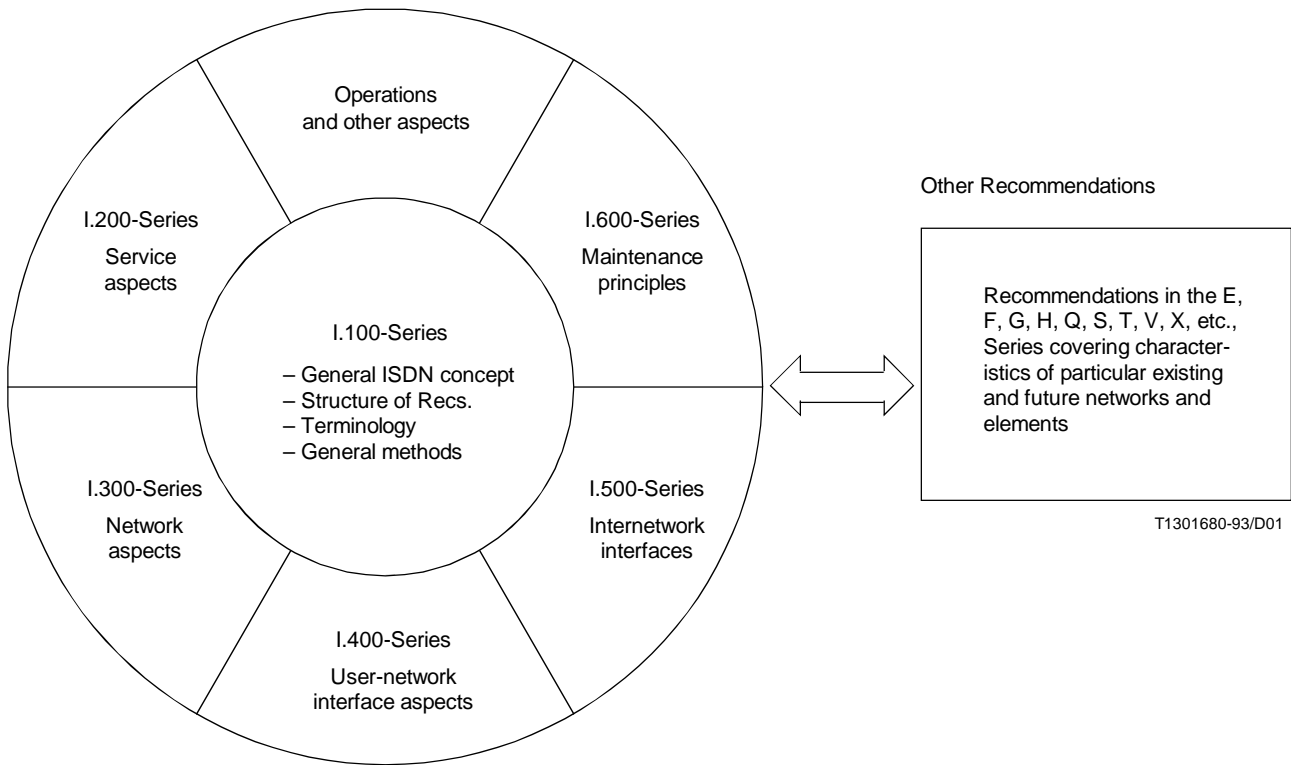 Operations
and other aspects
I.200-Series
Service
aspects
I.600-Series
Maintenance
principles
I.100-Series
– General ISDN concept
– Structure of Recs.
– Terminology
– General methods
I.300-Series
Network
aspects
I.500-Series
Internetwork
interfaces
I.400-Series
User-network
interface aspects
Other Recommendations
Recommendations in the E,
F, G, H, Q, S, T, V, X, etc.,
Series covering character-
istics of particular existing
and future networks and
elements
T1301680-93/D01